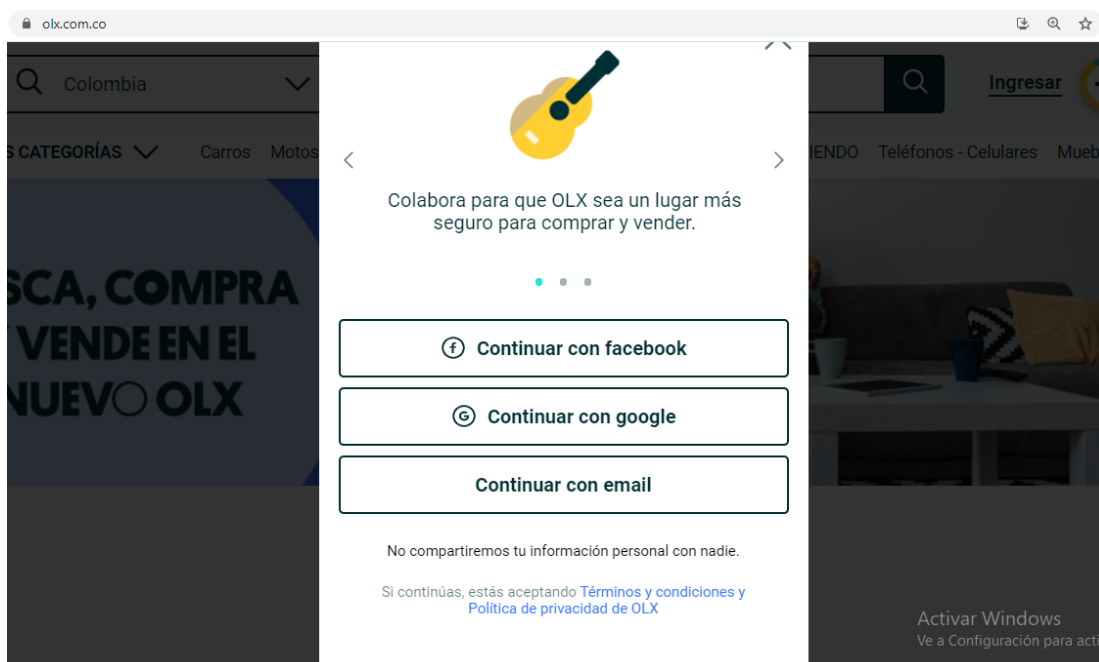 olx.com.co
Colombia
Ingresar
S CATEGORÍAS
Carros
Motos
IENDO
Teléfonos - Celulares
Mueb
SCA, COMPRA
Y VENDE EN EL
NUEVO OLX
Colabora para que OLX sea un lugar más
seguro para comprar y vender.
Continuar con facebook
Continuar con google
Continuar con email
No compartiremos tu información personal con nadie.
Si continúas, estás aceptando Términos y condiciones y
Política de privacidad de OLX
Activar Windows
Ve a Configuración para acti